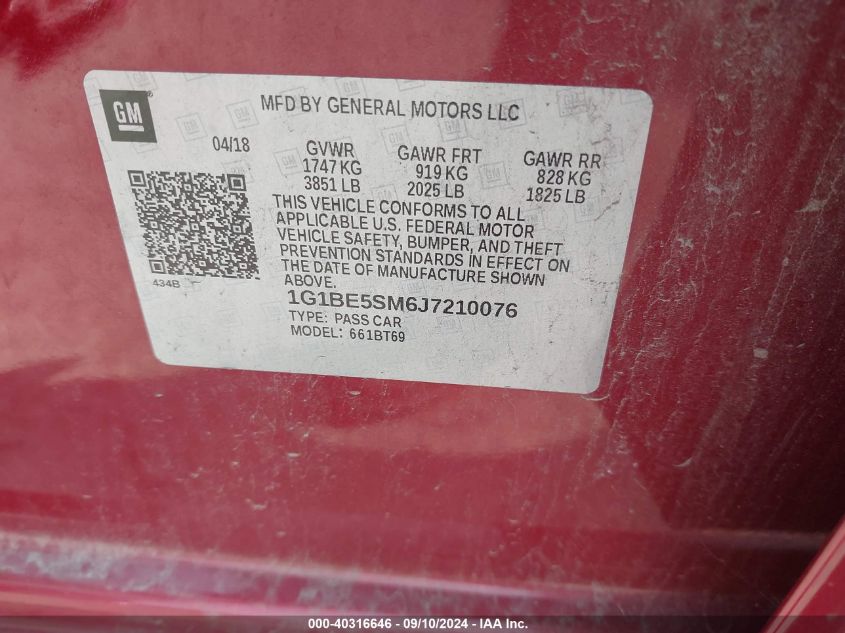 GM
MFD BY GENERAL MOTORS LLC
04/18
GVWR GAWR FRT GAWR RR
1747 KG 919 KG 828 KG
3851 LB 2025 LB 1825 LB
THIS VEHICLE CONFORMS TO ALL
APPLICABLE U.S. FEDERAL MOTOR
VEHICLE SAFETY, BUMPER, AND THEFT
PREVENTION STANDARDS IN EFFECT ON
THE DATE OF MANUFACTURE SHOWN
ABOVE.
434B
1G1BE5SM6J7210076
TYPE: PASS CAR
MODEL: 661BT69
000-40316646 - 09/10/2024 - IAA Inc.